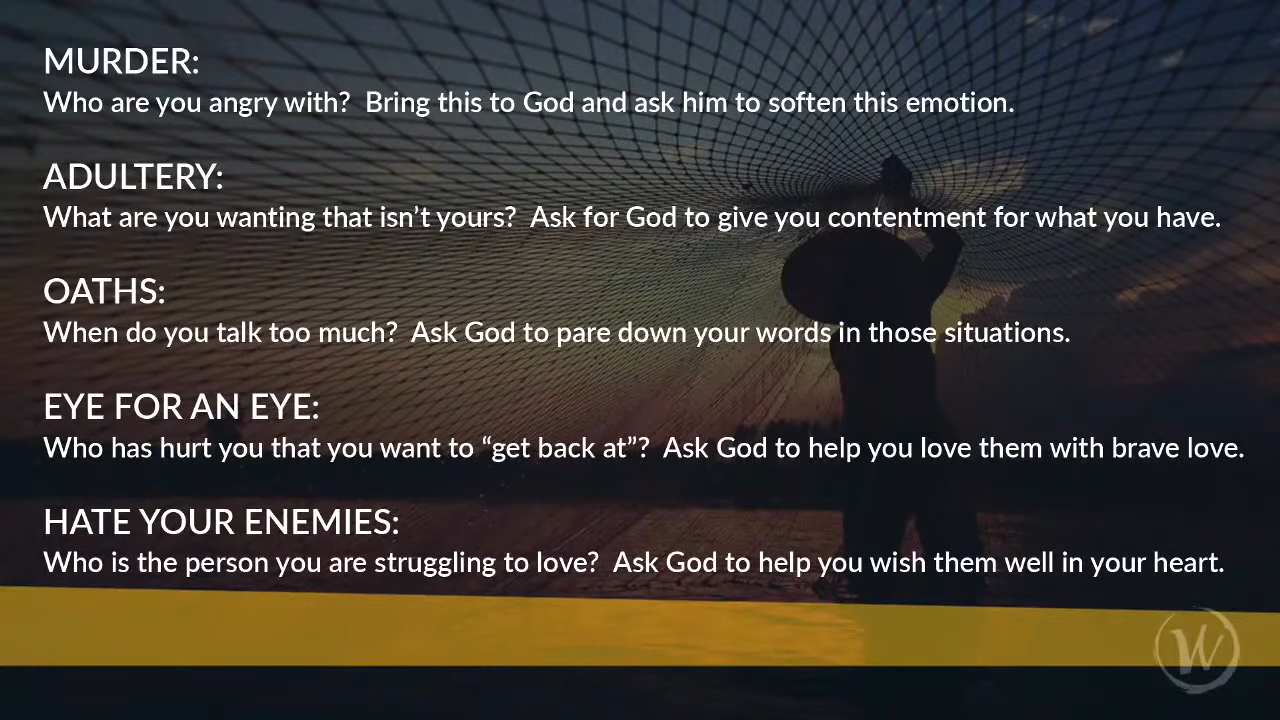 MURDER:
Who are you angry with?  Bring this to God and ask him to soften this emotion.
ADULTERY:
What are you wanting that isn’t yours?  Ask for God to give you contentment for what you have.
OATHS:
When do you talk too much?  Ask God to pare down your words in those situations.
EYE FOR AN EYE:
Who has hurt you that you want to “get back at”?  Ask God to help you love them with brave love.
HATE YOUR ENEMIES:
Who is the person you are struggling to love?  Ask God to help you wish them well in your heart.
W